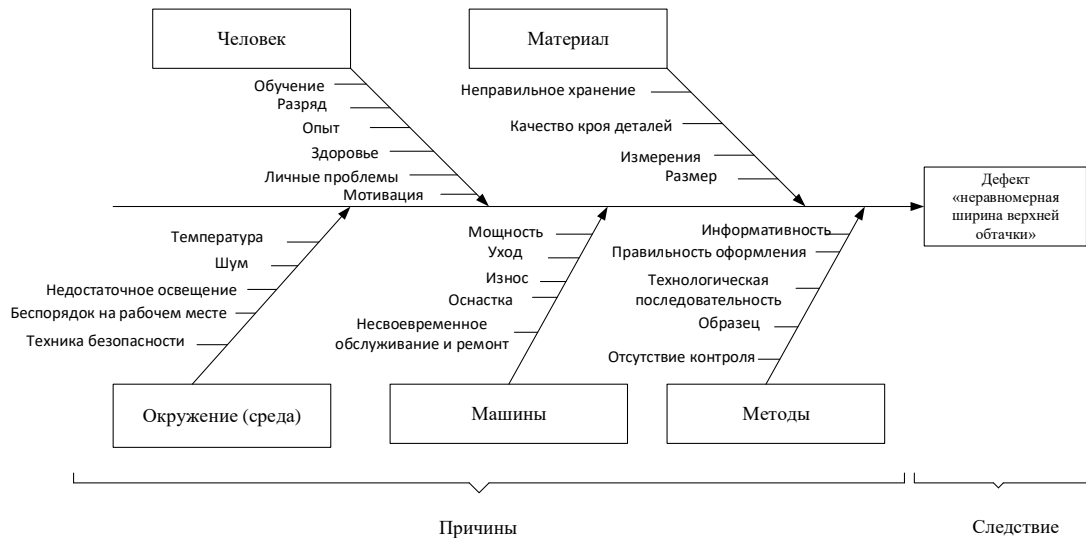 Человек
Материал
Обучение
Разряд
Опыт
Здоровье
Личные проблемы
Мотивация
Неправильное хранение
Качество кроя деталей
Измерения
Размер
Дефект
«неравномерная
ширина верхней
обтачки»
Температура
Шум
Недостаточное освещение
Беспорядок на рабочем месте
Техника безопасности
Мощность
Уход
Износ
Оснастка
Несвоевременное
обслуживание и ремонт
Информативность
Правильность оформления
Технологическая
последовательность
Образец
Отсутствие контроля
Окружение (среда)
Машины
Методы
Причины
Следствие